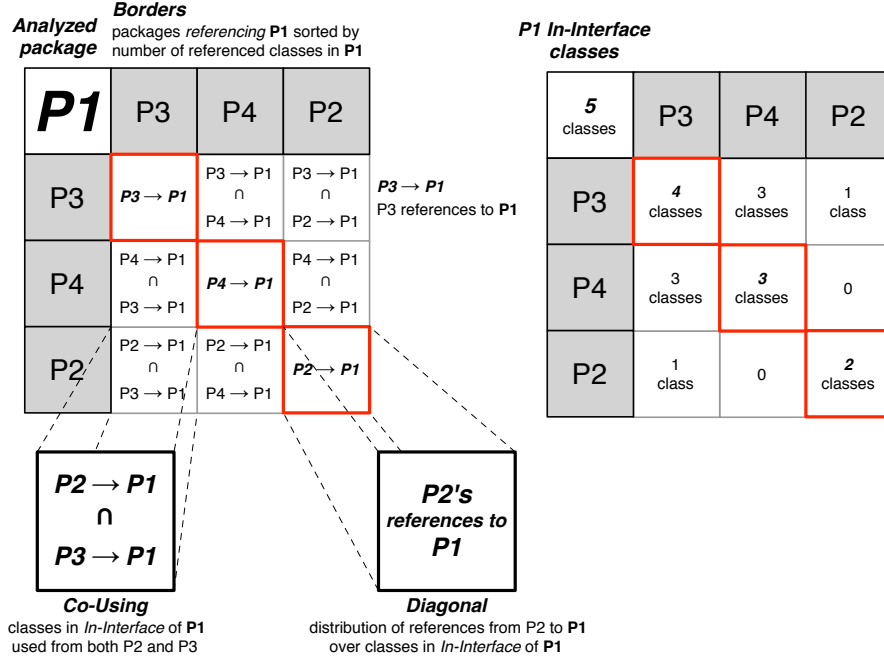 Analyzed
package
Borders
packages referencing P1 sorted by
number of referenced classes in P1
P1
P3
P4
P2
P3
P3 → P1
P3 → P1
∩
P4 → P1
P3 → P1
∩
P2 → P1
P4
P4 → P1
∩
P3 → P1
P4 → P1
P4 → P1
∩
P2 → P1
P2
P2 → P1
∩
P3 → P1
P2 → P1
∩
P4 → P1
P2 → P1
P3 → P1
P3 references to P1
P2 → P1
∩
P3 → P1
Co-Using
classes in In-Interface of P1
used from both P2 and P3
P2's
references to
P1
Diagonal
distribution of references from P2 to P1
over classes in In-Interface of P1
P1 In-Interface
classes
5
classes
P3
P4
P2
P3
4
classes
3
classes
1
class
P4
3
classes
3
classes
0
P2
1
class
0
2
classes